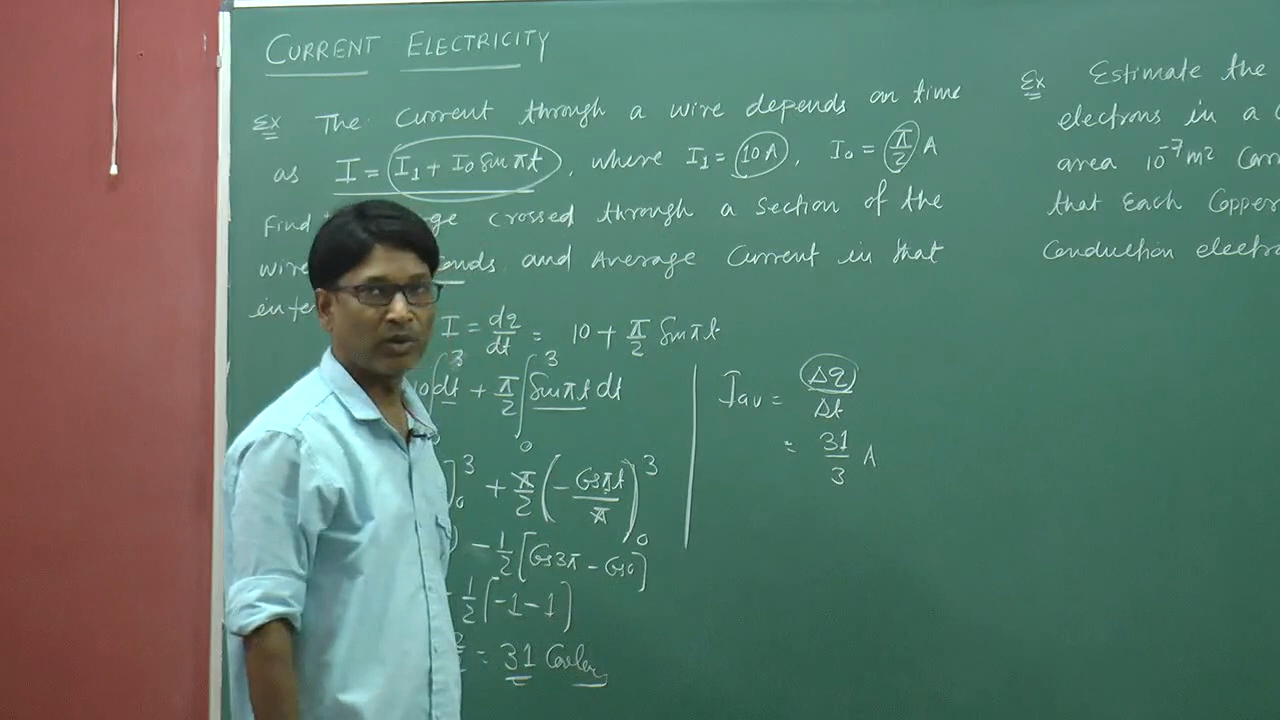 CURRENT ELECTRICITY
Ex The Current through a wire depends on time
as I = I₁ + I₀ Sin πt, where I₁ = 10A, I₀ = π/2 A
Find crossed through a Section of the
wire and Average Current in that
I = dq/dt = 10 + π/2 Sin πt
dt + π/2 ∫₀³ Sin πt dt
]₀³ + π/2 (- Cos πt / π)₀³
) - 1/2 [Cos 3π - Cos 0]
1/2 [-1 - 1]
= 31 Coulomb
Iav = Δq/Δt
= 31/3 A
Ex Estimate the
electrons in a
area 10⁻⁷ m²
that Each Copper
Conduction